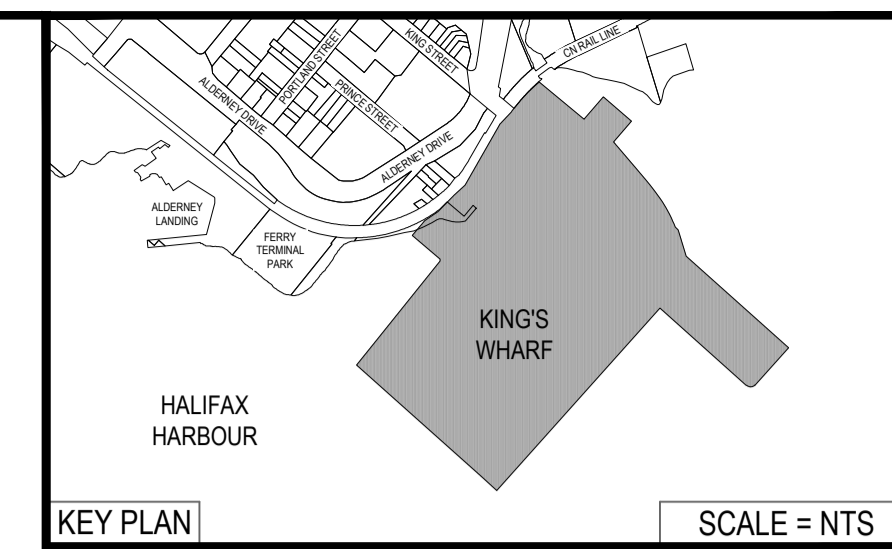 KING STREET
CN RAIL LINE
PORTLAND STREET
PRINCE STREET
ALDERNEY DRIVE
ALDERNEY DRIVE
ALDERNEY
LANDING
FERRY
TERMINAL
PARK
KING'S
WHARF
HALIFAX
HARBOUR
KEY PLAN
SCALE = NTS